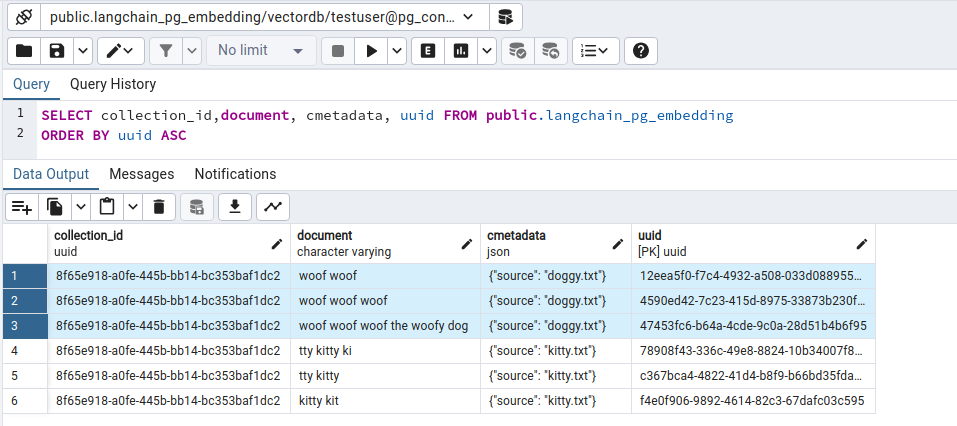 public.langchain_pg_embedding/vectordb/testuser@pg_con...
No limit
E
Query Query History
1 SELECT collection_id,document, cmetadata, uuid FROM public.langchain_pg_embedding
2 ORDER BY uuid ASC
Data Output Messages Notifications
collection_id document cmetadata uuid
uuid character varying json [PK] uuid
1 8f65e918-a0fe-445b-bb14-bc353baf1dc2 woof woof {"source": "doggy.txt"} 12eea5f0-f7c4-4932-a508-033d088955...
2 8f65e918-a0fe-445b-bb14-bc353baf1dc2 woof woof woof {"source": "doggy.txt"} 4590ed42-7c23-415d-8975-33873b230f...
3 8f65e918-a0fe-445b-bb14-bc353baf1dc2 woof woof woof the woofy dog {"source": "doggy.txt"} 47453fc6-b64a-4cde-9c0a-28d51b4b6f95
4 8f65e918-a0fe-445b-bb14-bc353baf1dc2 tty kitty ki {"source": "kitty.txt"} 78908f43-336c-49e8-8824-10b34007f8...
5 8f65e918-a0fe-445b-bb14-bc353baf1dc2 tty kitty {"source": "kitty.txt"} c367bca4-4822-41d4-b8f9-b66bd35fda...
6 8f65e918-a0fe-445b-bb14-bc353baf1dc2 kitty kit {"source": "kitty.txt"} f4e0f906-9892-4614-82c3-67dafc03c595